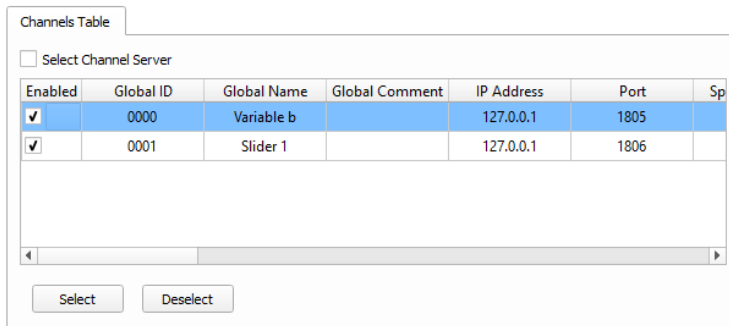 Channels Table
Select Channel Server
Enabled Global ID Global Name Global Comment IP Address Port Sp
0000 Variable b 127.0.0.1 1805
0001 Slider 1 127.0.0.1 1806
Select Deselect